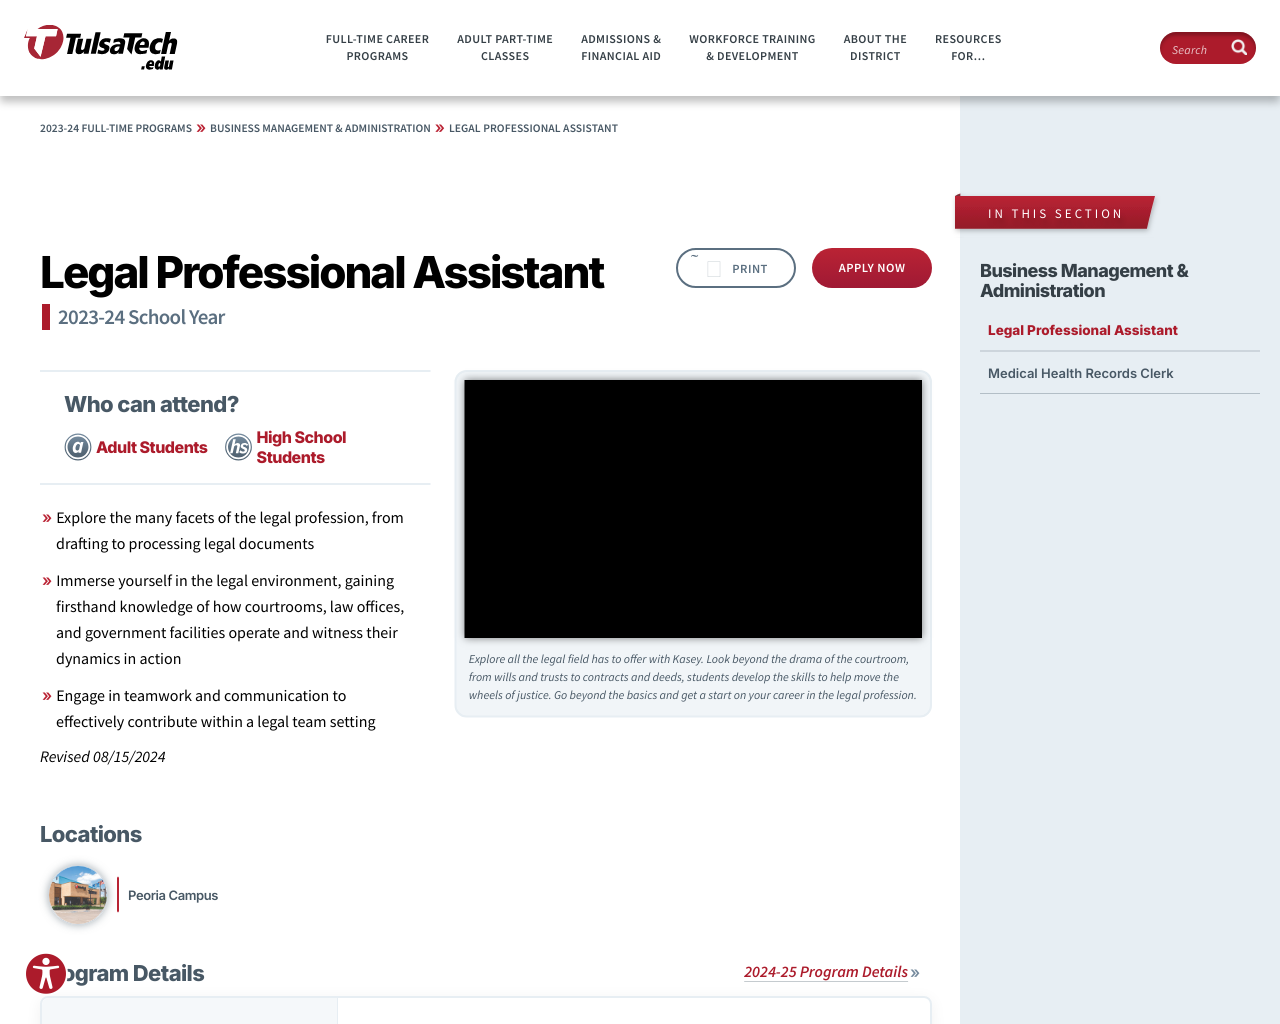 TulsaTech
.edu
FULL-TIME CAREER
PROGRAMS
ADULT PART-TIME
CLASSES
ADMISSIONS &
FINANCIAL AID
WORKFORCE TRAINING
& DEVELOPMENT
ABOUT THE
DISTRICT
RESOURCES
FOR...
Search
2023-24 FULL-TIME PROGRAMS » BUSINESS MANAGEMENT & ADMINISTRATION » LEGAL PROFESSIONAL ASSISTANT
IN THIS SECTION
Legal Professional Assistant
~ PRINT
APPLY NOW
2023-24 School Year
Business Management &
Administration
Legal Professional Assistant
Medical Health Records Clerk
Who can attend?
a Adult Students
hs High School
Students
» Explore the many facets of the legal profession, from
drafting to processing legal documents
» Immerse yourself in the legal environment, gaining
firsthand knowledge of how courtrooms, law offices,
and government facilities operate and witness their
dynamics in action
» Engage in teamwork and communication to
effectively contribute within a legal team setting
Revised 08/15/2024
Explore all the legal field has to offer with Kasey. Look beyond the drama of the courtroom,
from wills and trusts to contracts and deeds, students develop the skills to help move the
wheels of justice. Go beyond the basics and get a start on your career in the legal profession.
Locations
Peoria Campus
ogram Details
2024-25 Program Details »